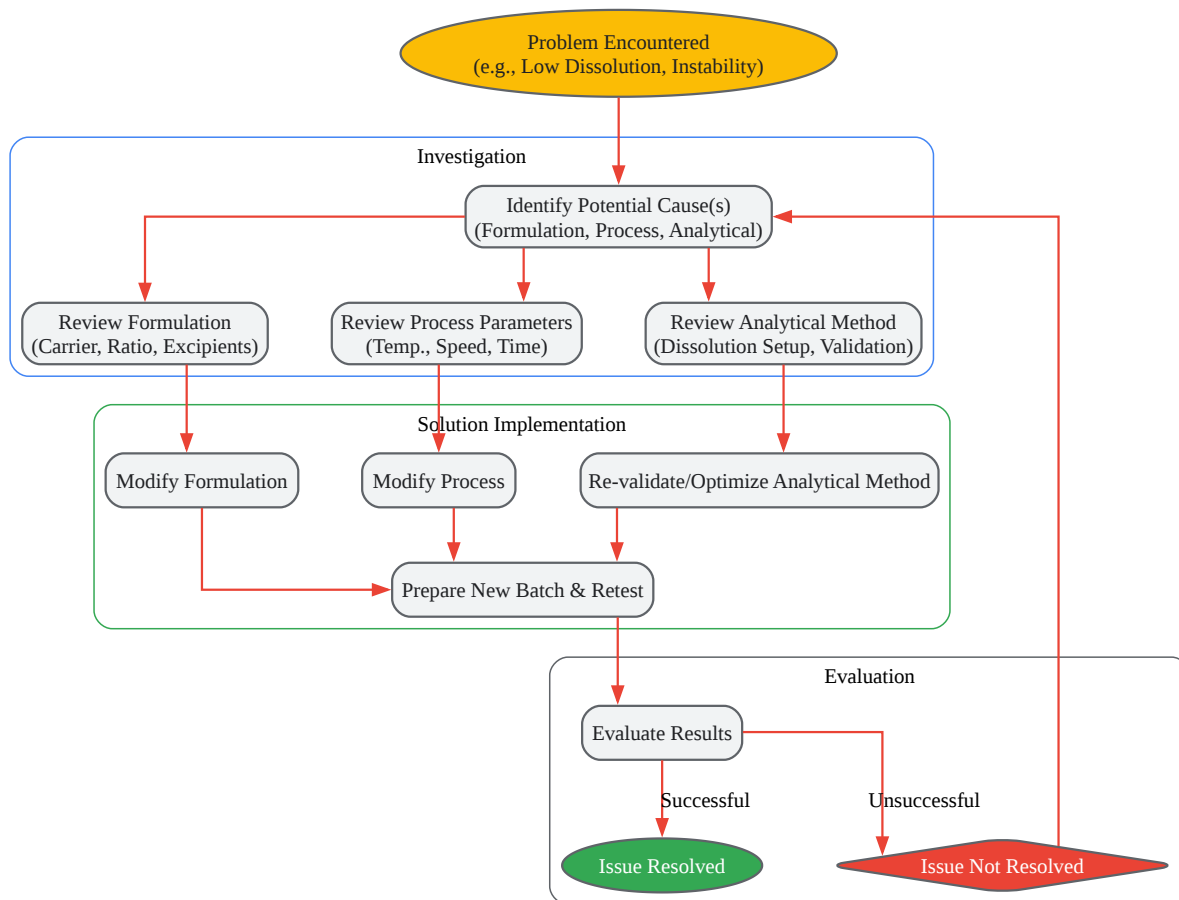 Problem Encountered
(e.g., Low Dissolution, Instability)
Investigation
Identify Potential Cause(s)
(Formulation, Process, Analytical)
Review Formulation
(Carrier, Ratio, Excipients)
Review Process Parameters
(Temp., Speed, Time)
Review Analytical Method
(Dissolution Setup, Validation)
Solution Implementation
Modify Formulation
Modify Process
Re-validate/Optimize Analytical Method
Prepare New Batch & Retest
Evaluation
Evaluate Results
Successful
Unsuccessful
Issue Resolved
Issue Not Resolved